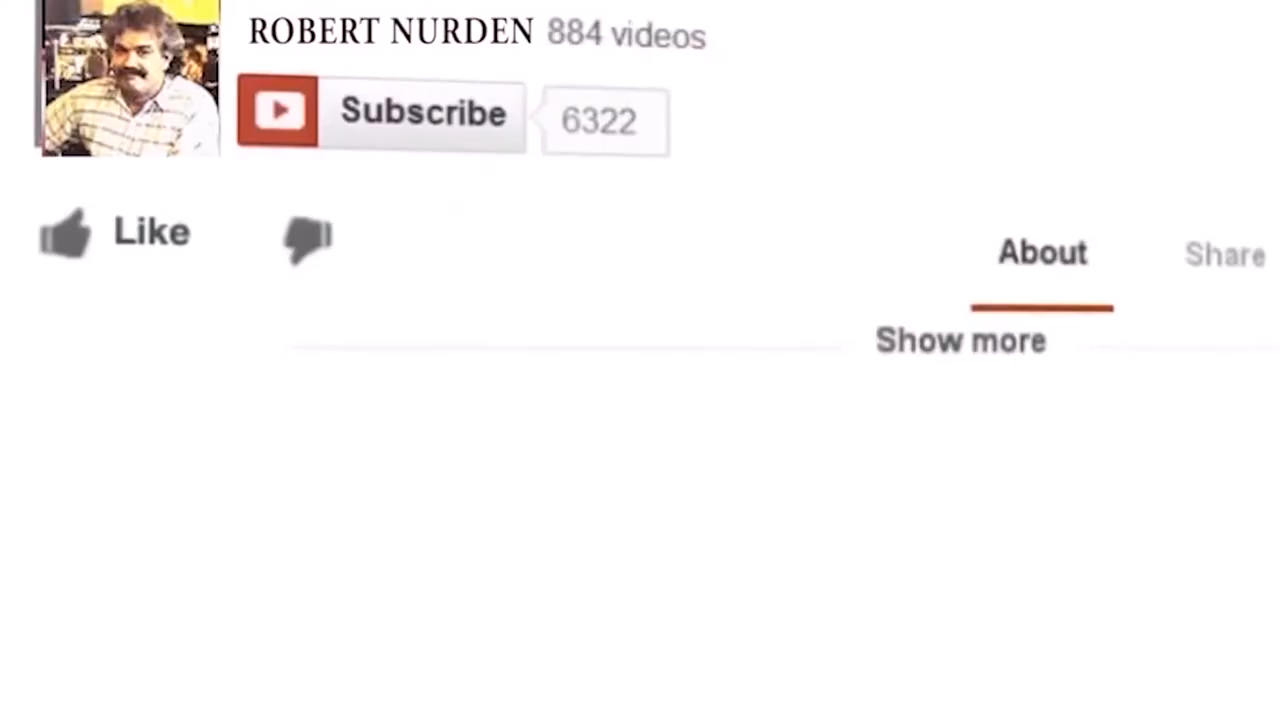 ROBERT NURDEN 884 videos
Subscribe 6322
Like
About Share
Show more